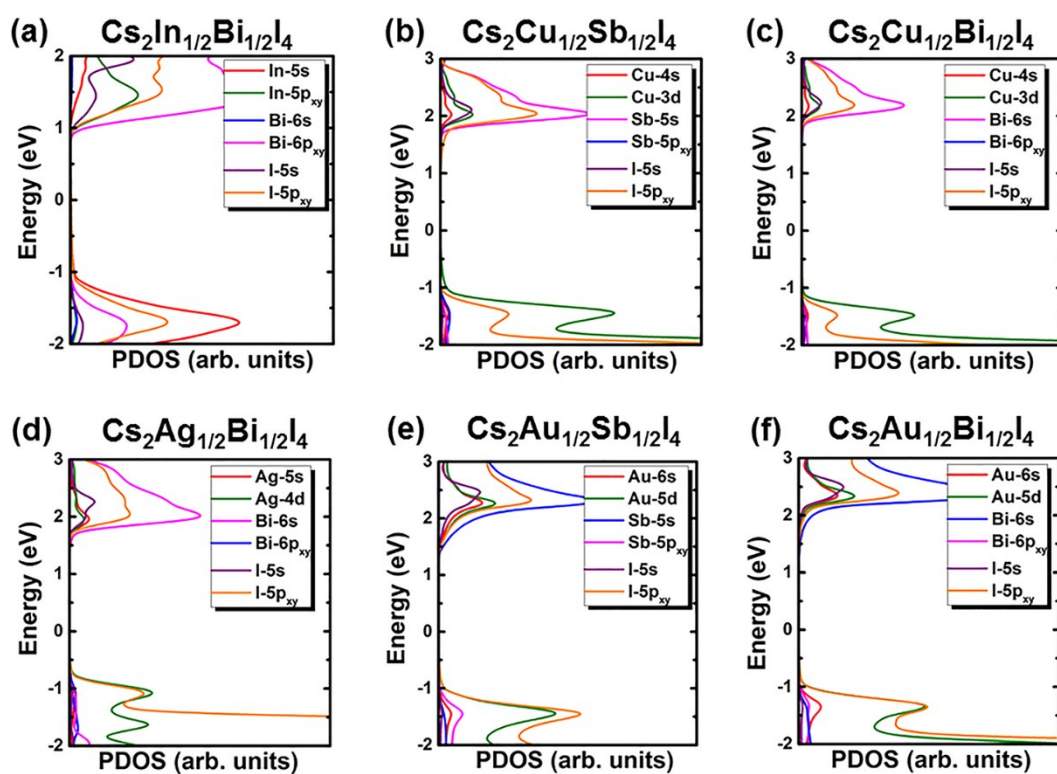 (a) Cs₂In₁/₂Bi₁/₂I₄
2
1
0
-1
-2
Energy (eV)
In-5s
In-5pxy
Bi-6s
Bi-6pxy
I-5s
I-5pxy
PDOS (arb. units)
(b) Cs₂Cu₁/₂Sb₁/₂I₄
3
2
1
0
-1
-2
Energy (eV)
Cu-4s
Cu-3d
Sb-5s
Sb-5pxy
I-5s
I-5pxy
PDOS (arb. units)
(c) Cs₂Cu₁/₂Bi₁/₂I₄
3
2
1
0
-1
-2
Energy (eV)
Cu-4s
Cu-3d
Bi-6s
Bi-6pxy
I-5s
I-5pxy
PDOS (arb. units)
(d) Cs₂Ag₁/₂Bi₁/₂I₄
3
2
1
0
-1
-2
Energy (eV)
Ag-5s
Ag-4d
Bi-6s
Bi-6pxy
I-5s
I-5pxy
PDOS (arb. units)
(e) Cs₂Au₁/₂Sb₁/₂I₄
3
2
1
0
-1
-2
Energy (eV)
Au-6s
Au-5d
Sb-5s
Sb-5pxy
I-5s
I-5pxy
PDOS (arb. units)
(f) Cs₂Au₁/₂Bi₁/₂I₄
3
2
1
0
-1
-2
Energy (eV)
Au-6s
Au-5d
Bi-6s
Bi-6pxy
I-5s
I-5pxy
PDOS (arb. units)